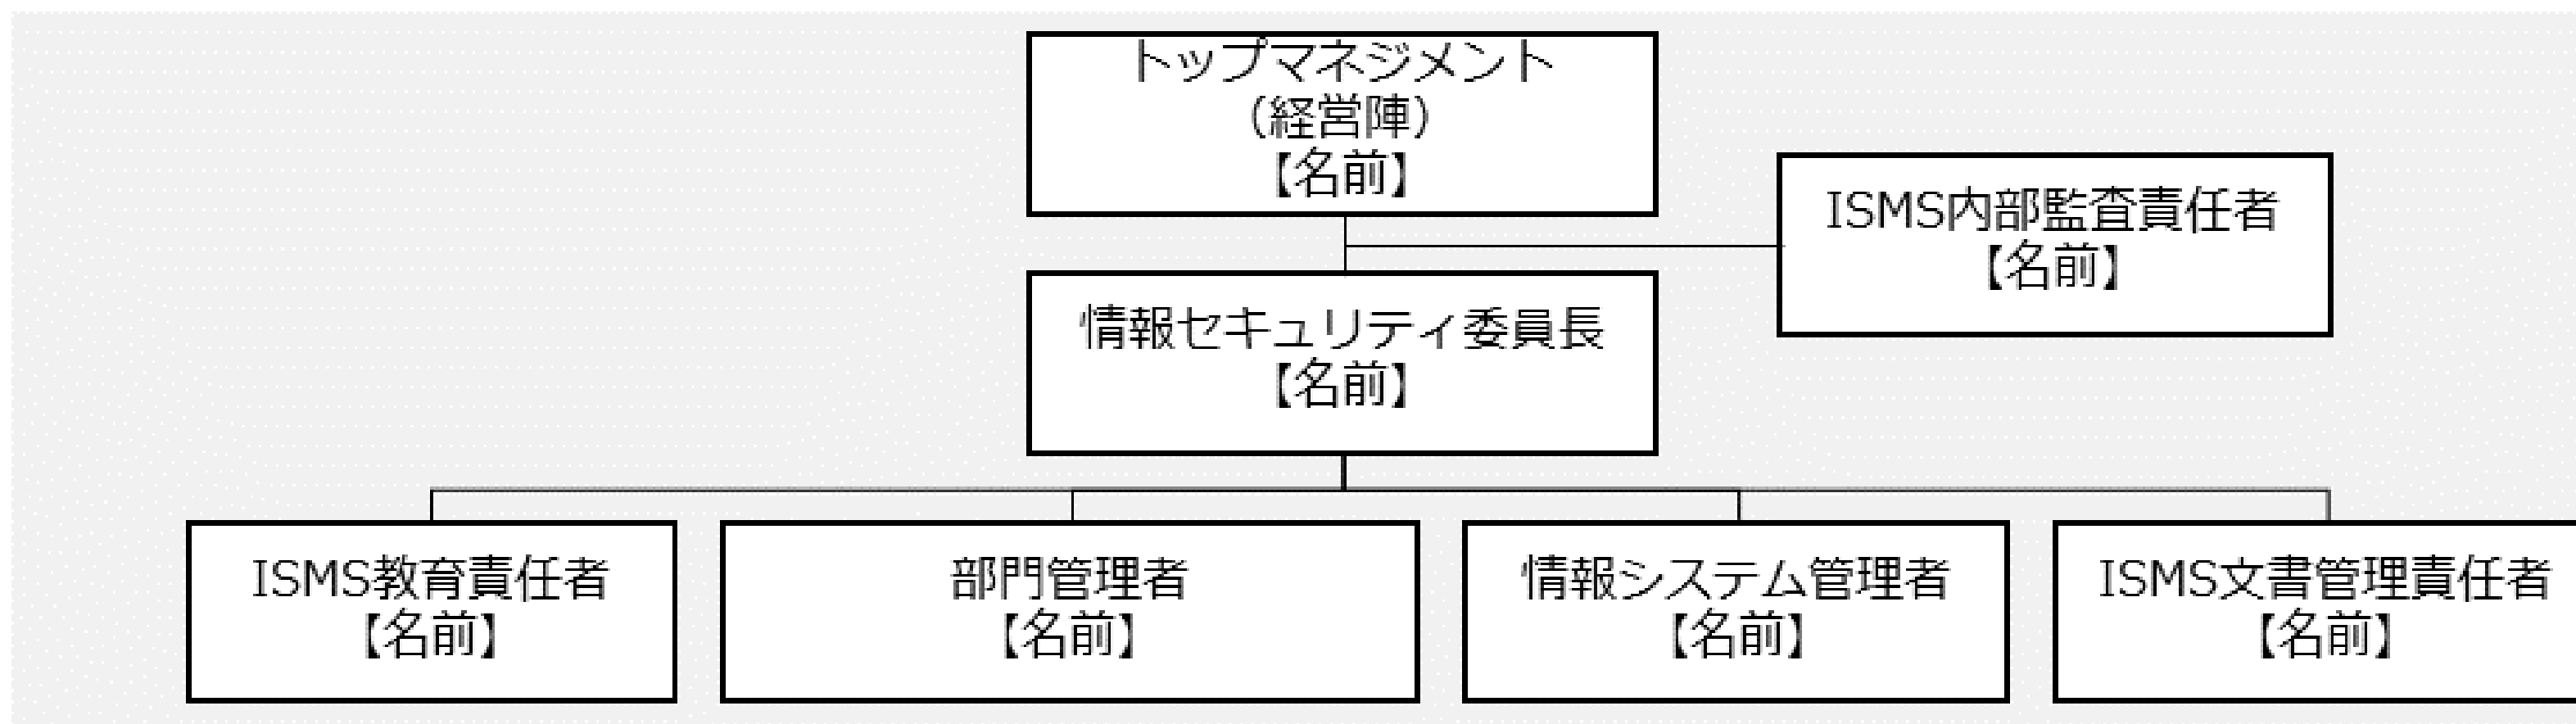 トップマネジメント
（経営陣）
【名前】
ISMS内部監査責任者
【名前】
情報セキュリティ委員長
【名前】
ISMS教育責任者
【名前】
部門管理者
【名前】
情報システム管理者
【名前】
ISMS文書管理責任者
【名前】